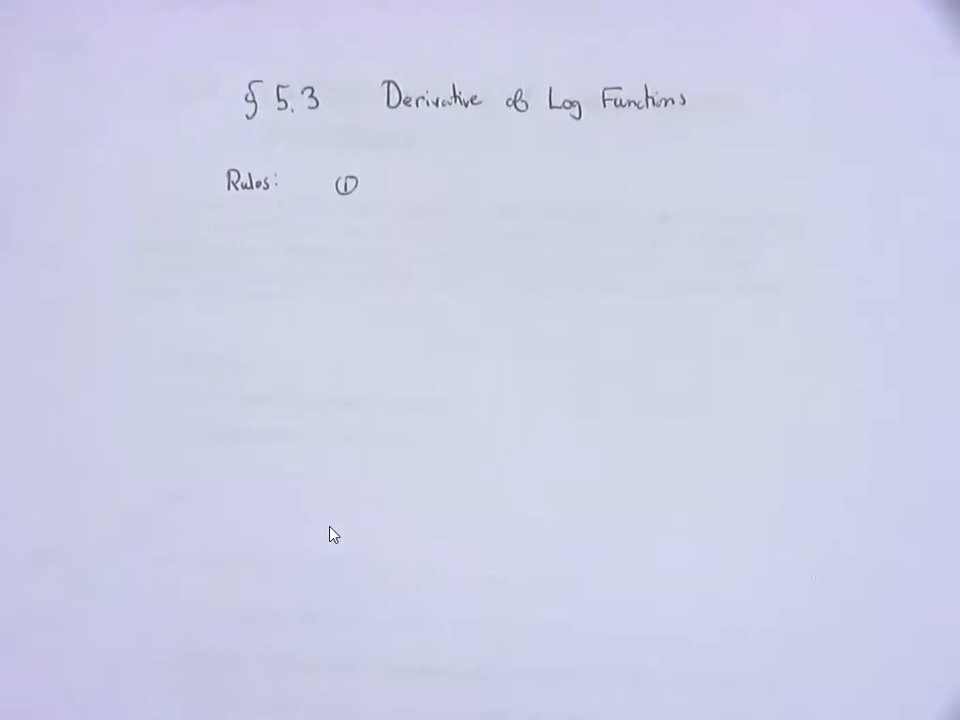 § 5.3 Derivative of Log Functions
Rules: ①